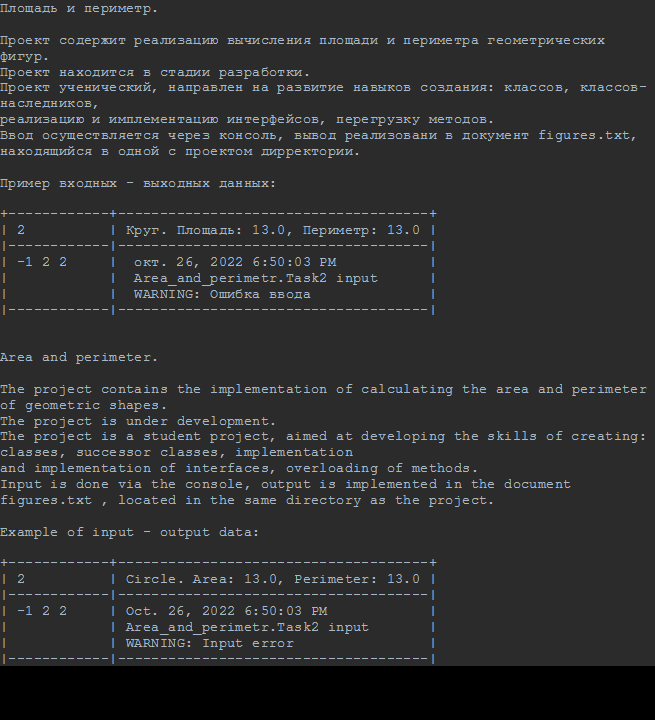 Площадь и периметр.
Проект содержит реализацию вычисления площади и периметра геометрических
фигур.
Проект находится в стадии разработки.
Проект ученический, направлен на развитие навыков создания: классов, классов-
наследников,
реализацию и имплементацию интерфейсов, перегрузку методов.
Ввод осуществляется через консоль, вывод реализовани в документ figures.txt,
находящийся в одной с проектом дирректории.
Пример входных - выходных данных:
+------------+-------------------------------------+
| 2          | Круг. Площадь: 13.0, Периметр: 13.0 |
|------------|-------------------------------------|
| -1 2 2     |  окт. 26, 2022 6:50:03 PM           |
|            |  Area_and_perimetr.Task2 input      |
|            |  WARNING: Ошибка ввода              |
|------------|-------------------------------------|
Area and perimeter.
The project contains the implementation of calculating the area and perimeter
of geometric shapes.
The project is under development.
The project is a student project, aimed at developing the skills of creating:
classes, successor classes, implementation
and implementation of interfaces, overloading of methods.
Input is done via the console, output is implemented in the document
figures.txt , located in the same directory as the project.
Example of input - output data:
+------------+-------------------------------------+
| 2          | Circle. Area: 13.0, Perimeter: 13.0 |
|------------|-------------------------------------|
| -1 2 2     | Oct. 26, 2022 6:50:03 PM            |
|            | Area_and_perimetr.Task2 input       |
|            | WARNING: Input error                |
|------------|-------------------------------------|